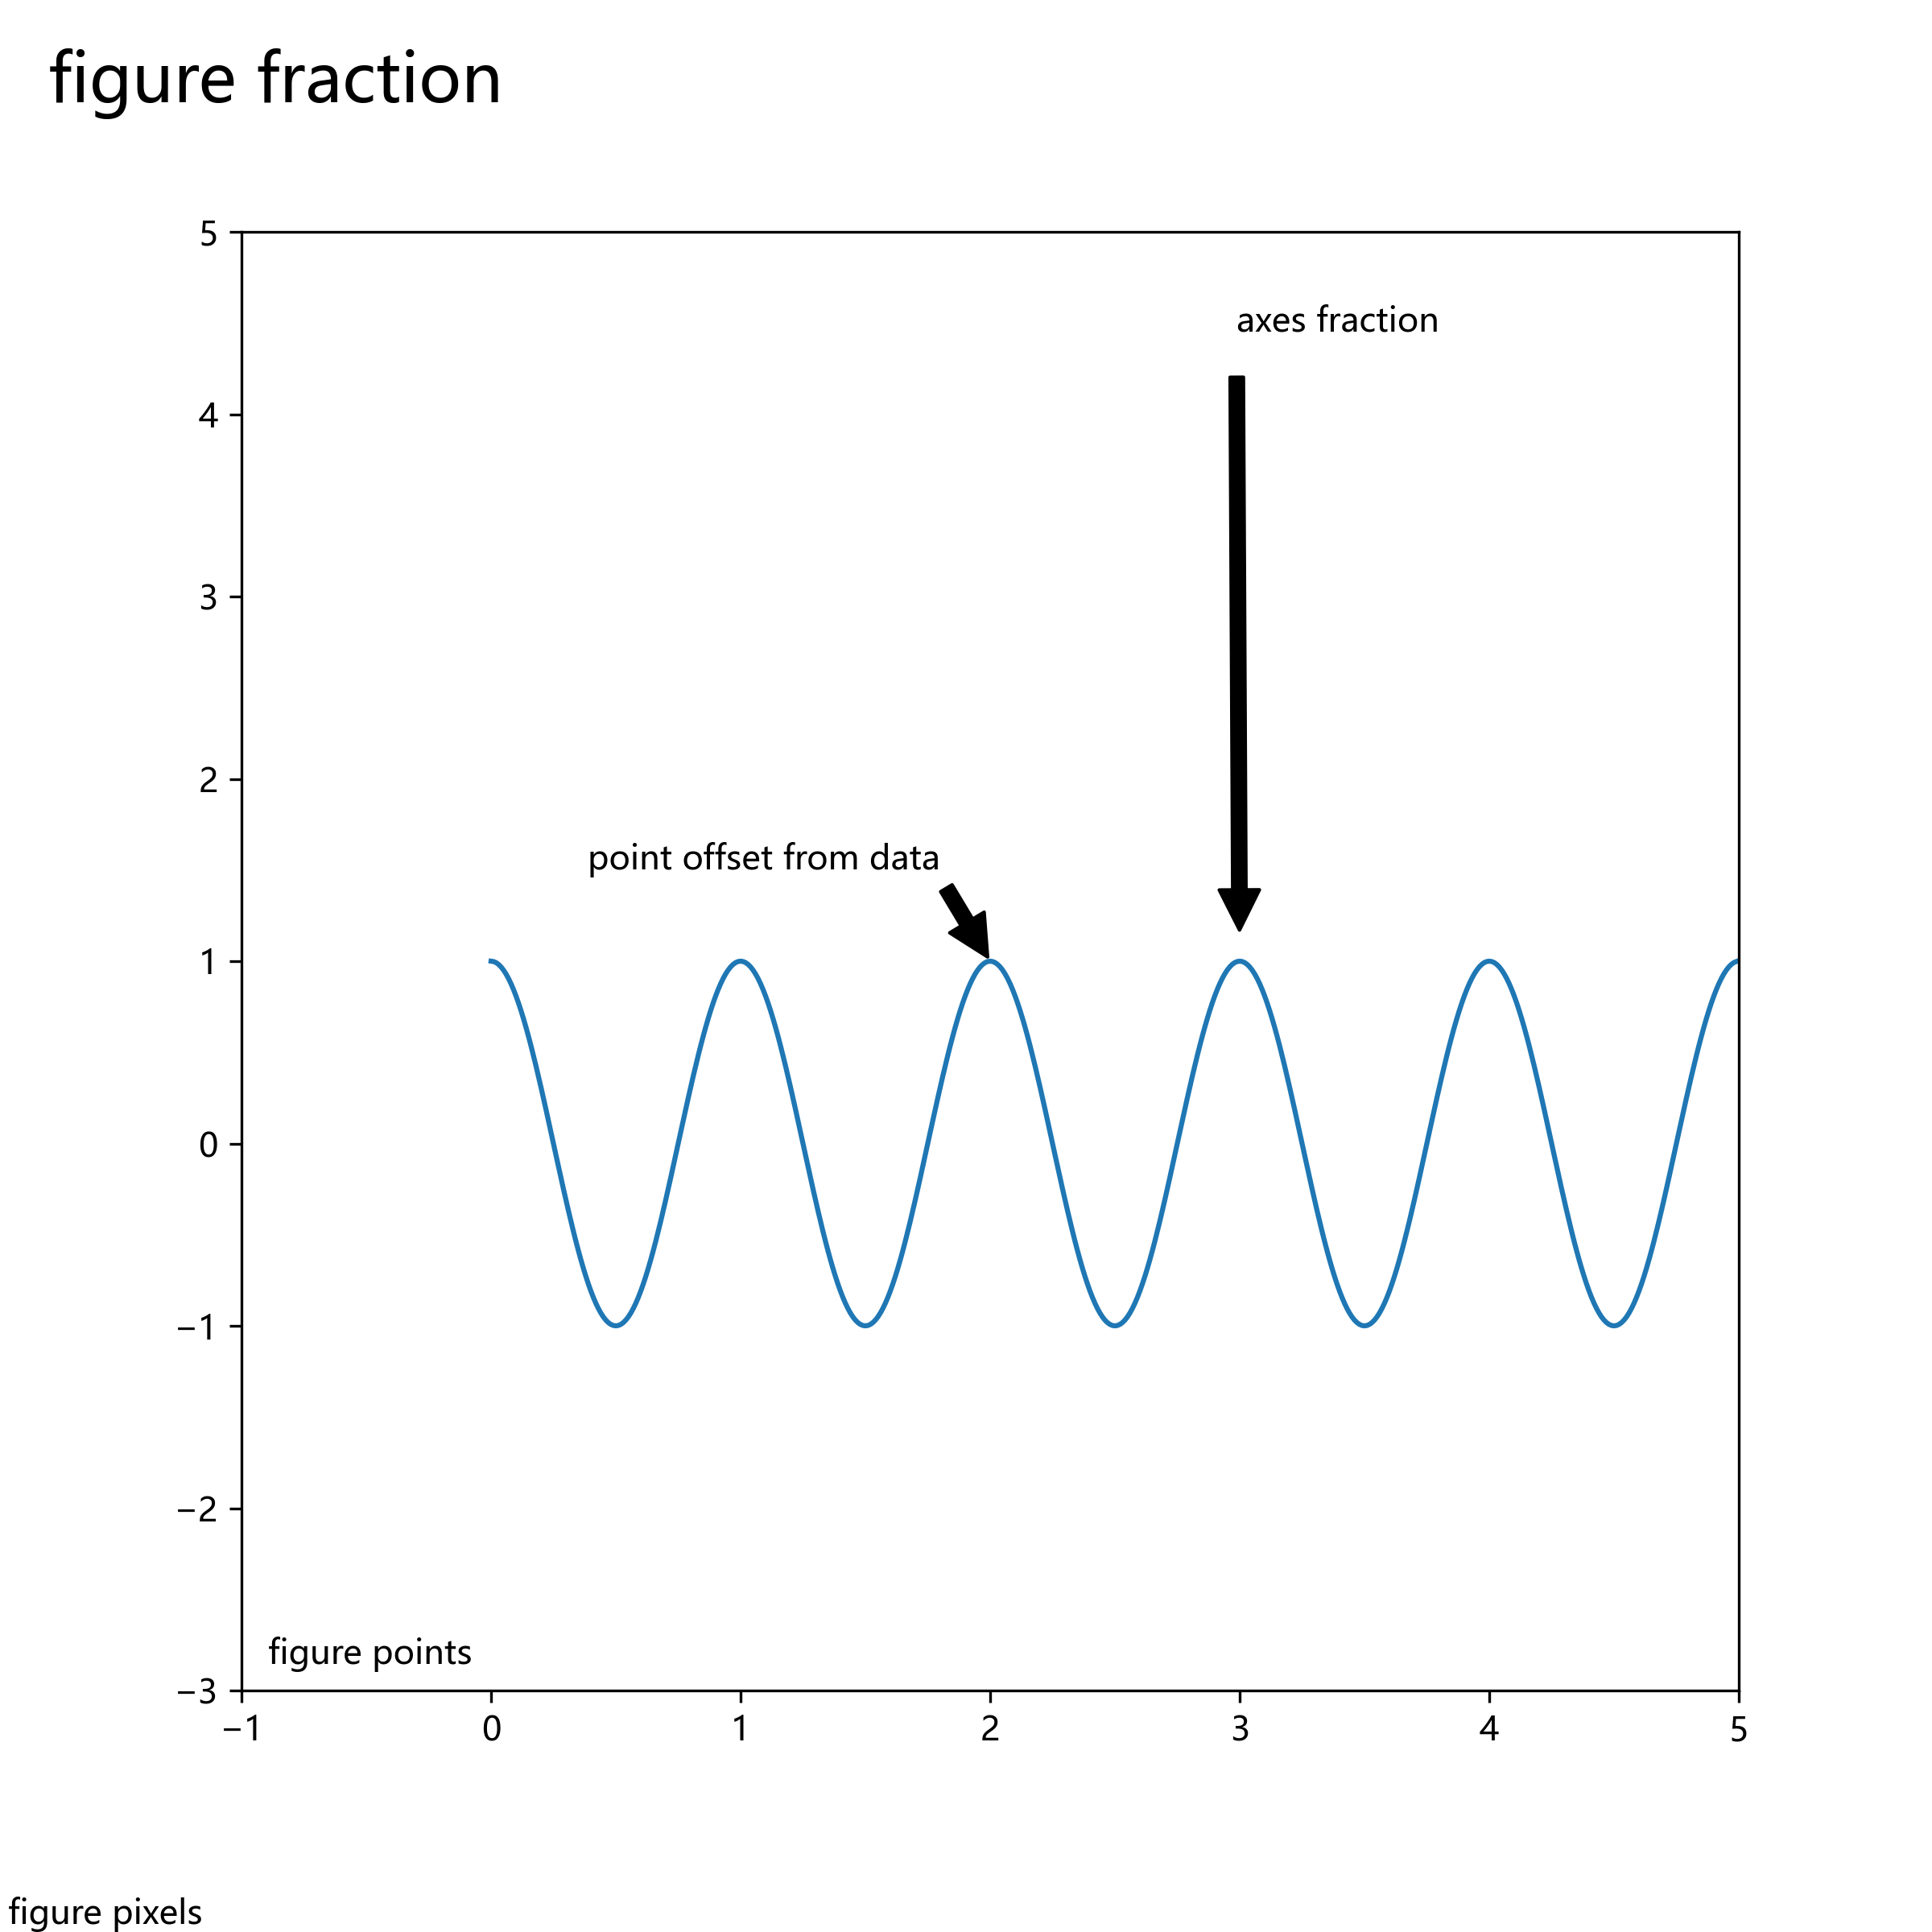 figure fraction
5
axes fraction
4
3
2
point offset from data
1
0
−1
−2
figure points
−3
−1 0 1 2 3 4 5
figure pixels